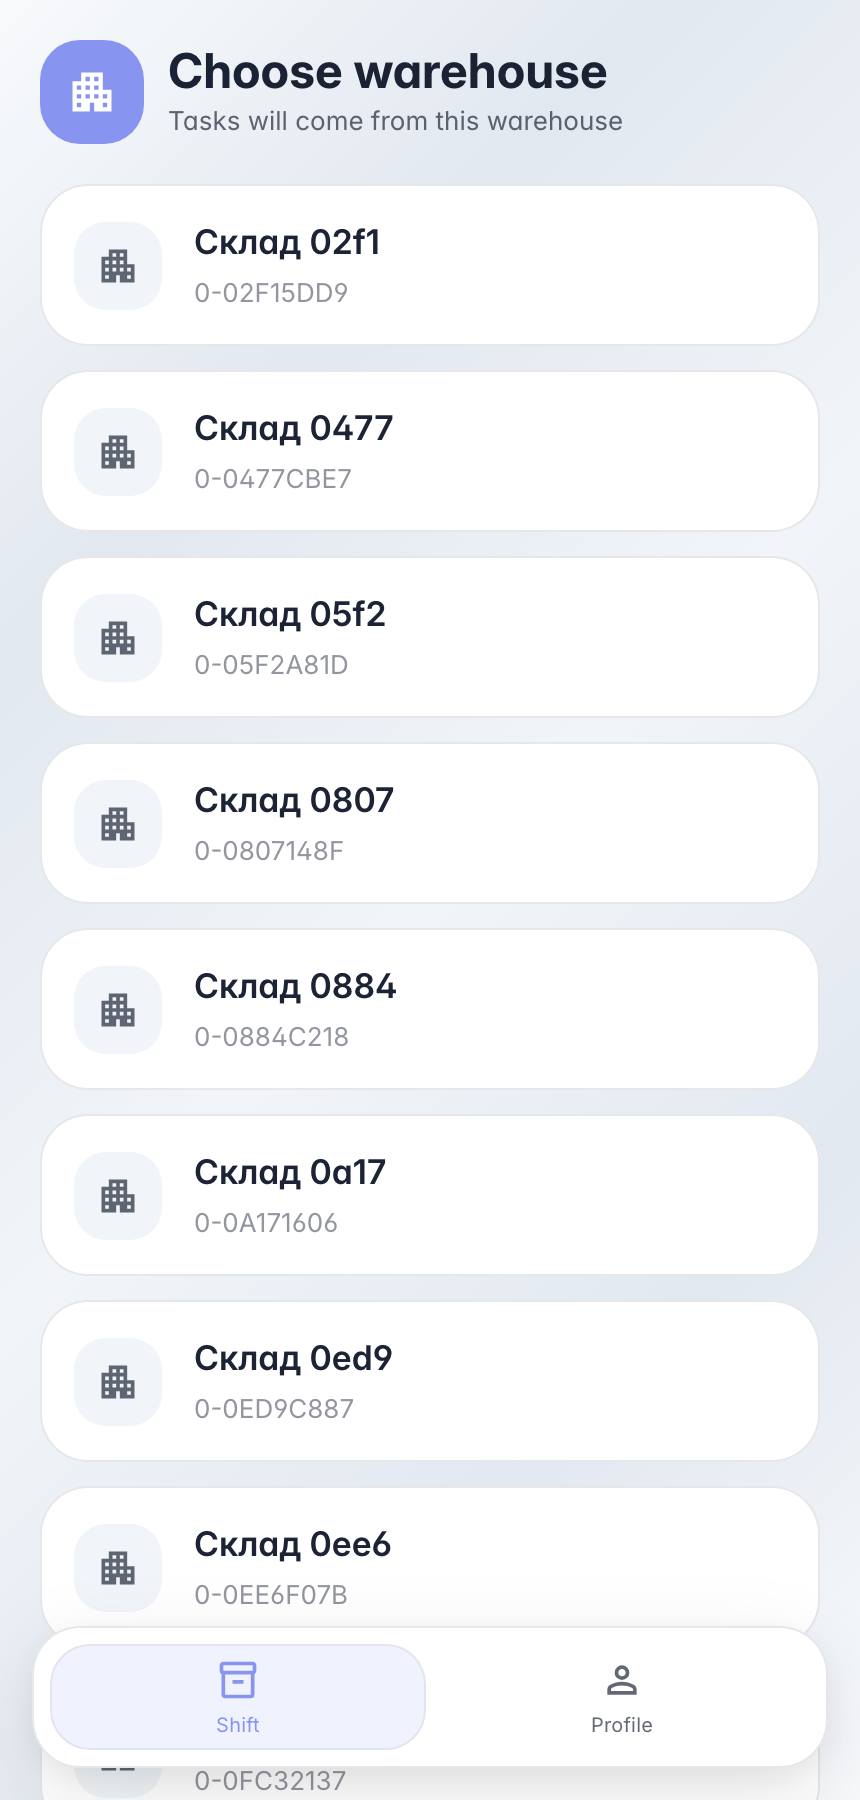 Choose warehouse
Tasks will come from this warehouse
Склад 02f1
0-02F15DD9
Склад 0477
0-0477CBE7
Склад 05f2
0-05F2A81D
Склад 0807
0-0807148F
Склад 0884
0-0884C218
Склад 0a17
0-0A171606
Склад 0ed9
0-0ED9C887
Склад 0ee6
0-0EE6F07B
Shift
Profile
0-0FC32137